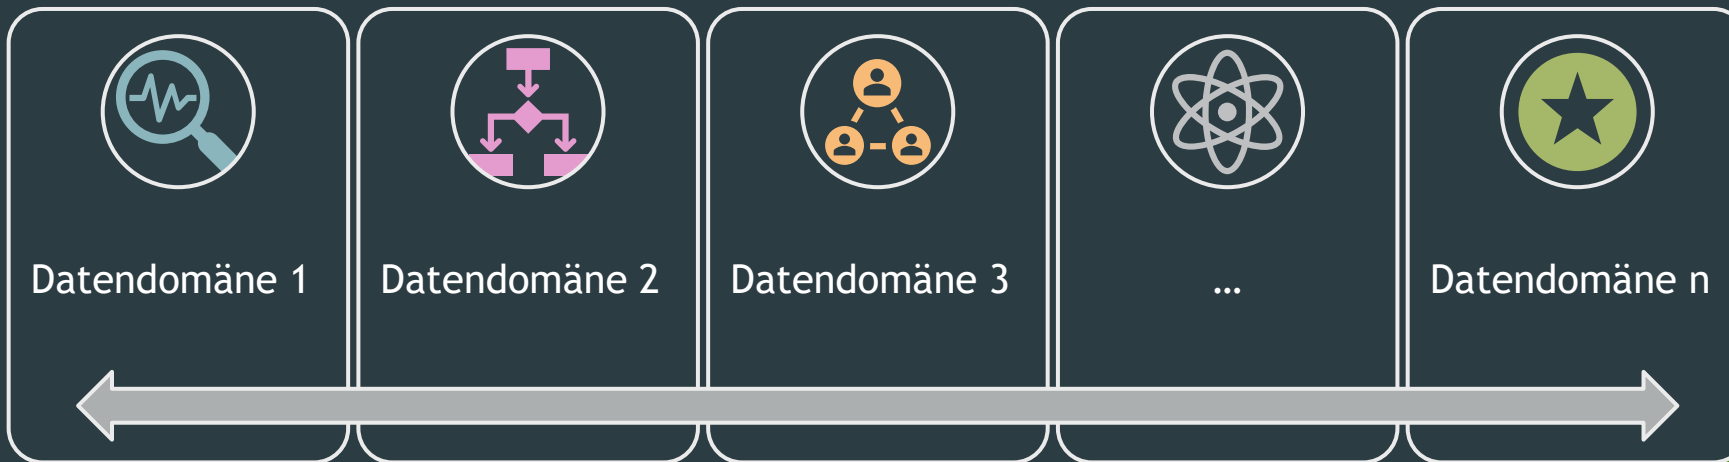 Datendomäne 1
Datendomäne 2
Datendomäne 3
...
Datendomäne n